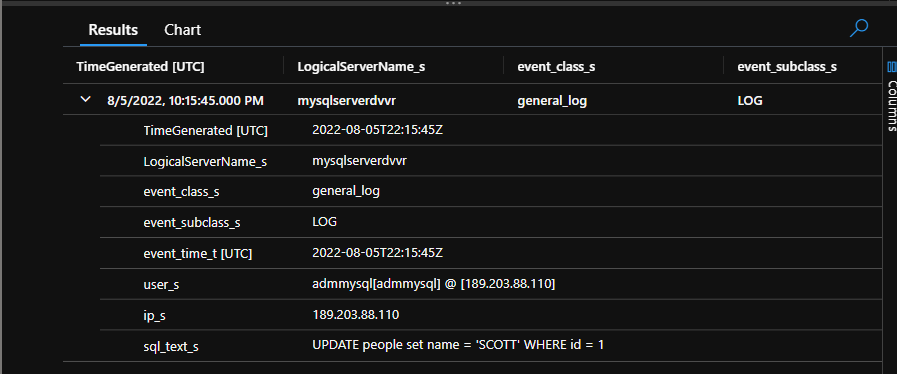 Results Chart
TimeGenerated [UTC] LogicalServerName_s event_class_s event_subclass_s
8/5/2022, 10:15:45.000 PM mysqlserverdvvr general_log LOG
TimeGenerated [UTC] 2022-08-05T22:15:45Z
LogicalServerName_s mysqlserverdvvr
event_class_s general_log
event_subclass_s LOG
event_time_t [UTC] 2022-08-05T22:15:45Z
user_s admmysql[admmysql] @ [189.203.88.110]
ip_s 189.203.88.110
sql_text_s UPDATE people set name = 'SCOTT' WHERE id = 1
Columns